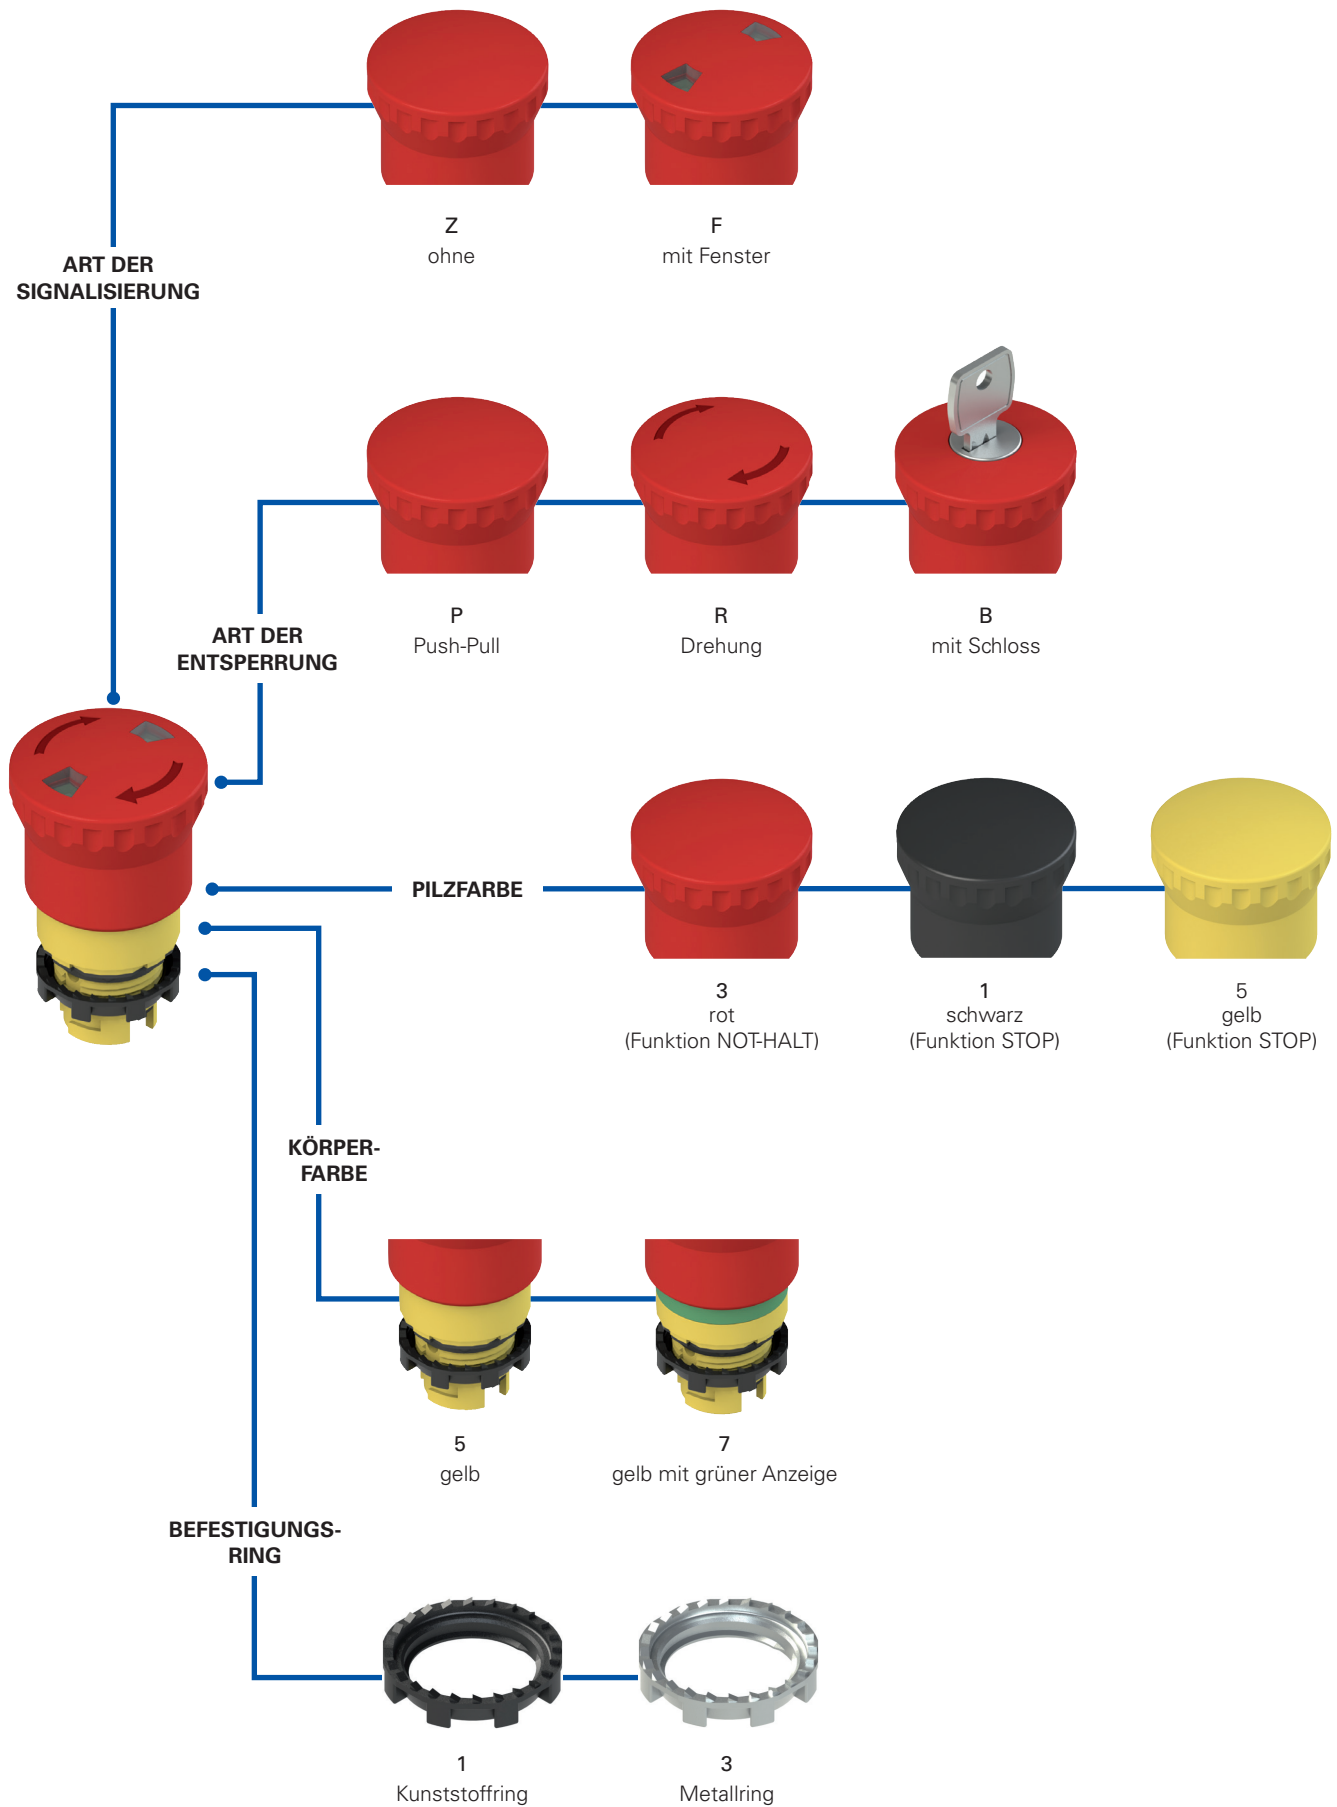 Z
ohne
F
mit Fenster
ART DER
SIGNALISIERUNG
P
Push-Pull
R
Drehung
B
mit Schloss
ART DER
ENTSPERRUNG
PILZFARBE
3
rot
(Funktion NOT-HALT)
1
schwarz
(Funktion STOP)
5
gelb
(Funktion STOP)
KÖRPER-
FARBE
5
gelb
7
gelb mit grüner Anzeige
BEFESTIGUNGS-
RING
1
Kunststoffring
3
Metallring